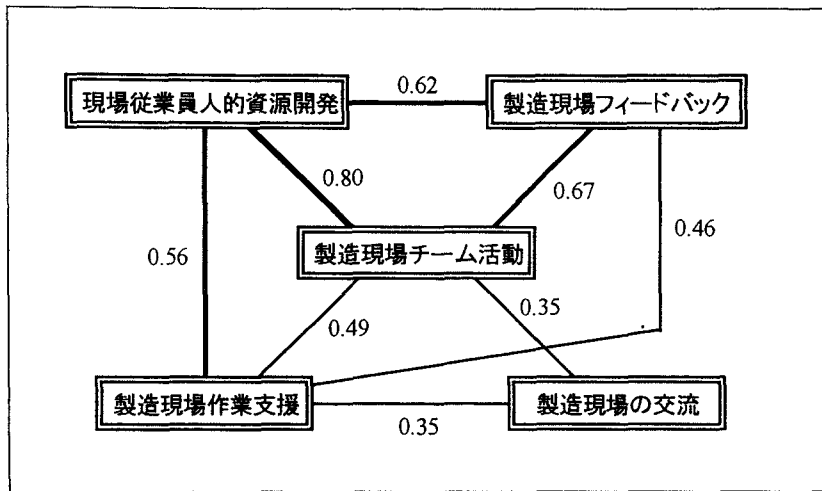 現場従業員人的資源開発
0.62
製造現場フィードバック
0.80
0.67
0.56
製造現場チーム活動
0.46
0.49
0.35
製造現場作業支援
0.35
製造現場の交流